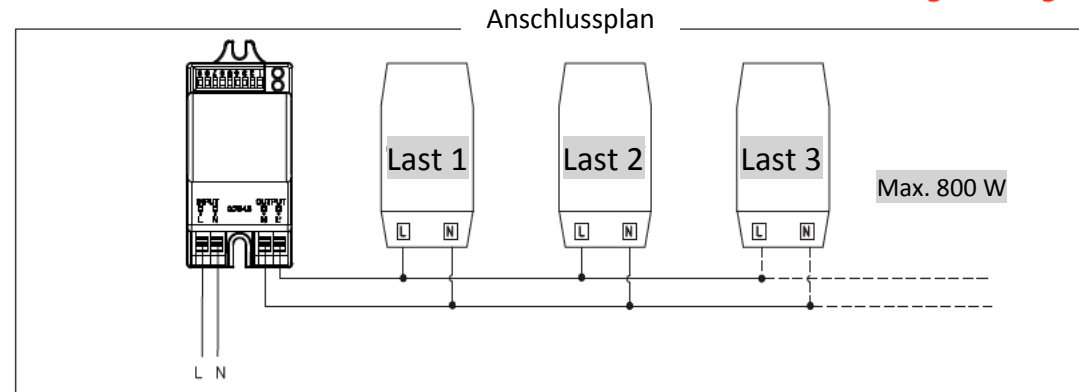 Anschlussplan
Last 1
Last 2
Last 3
Max. 800 W
INPUT
OUTPUT
L N
N L'
L N
L N
L N
L N